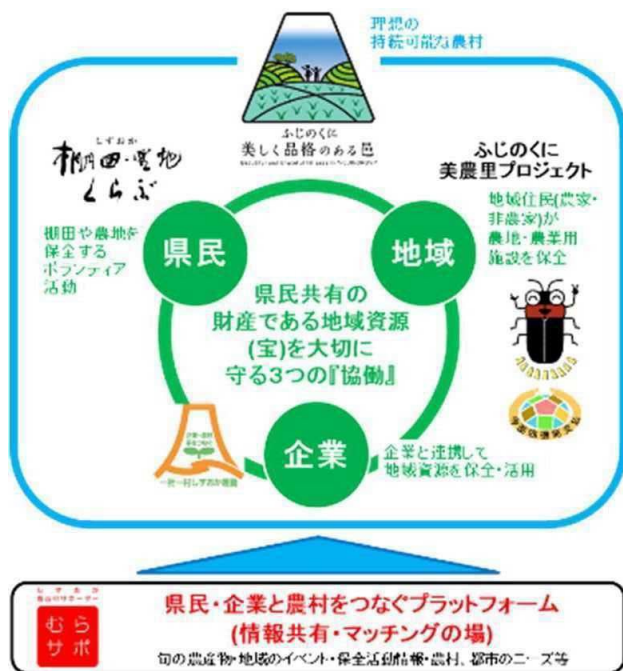 理想の
持続可能な農村
ふじのくに
美しく品格のある邑
しずおか
棚田・里地
くらぶ
ふじのくに
美農里プロジェクト
棚田や農地を
保全する
ボランティア
活動
県民
地域
地域住民(農家・
非農家)が
農地・農業用
施設を保全
県民共有の
財産である地域資源
(宝)を大切に
守る3つの『協働』
一社一村しずおか運動
企業
企業と連携して
地域資源を保全・活用
しずおか
むら
サポ
県民・企業と農村をつなぐプラットフォーム
(情報共有・マッチングの場)
旬の農産物・地域のイベント・保全活動情報・農村、都市のニーズ等